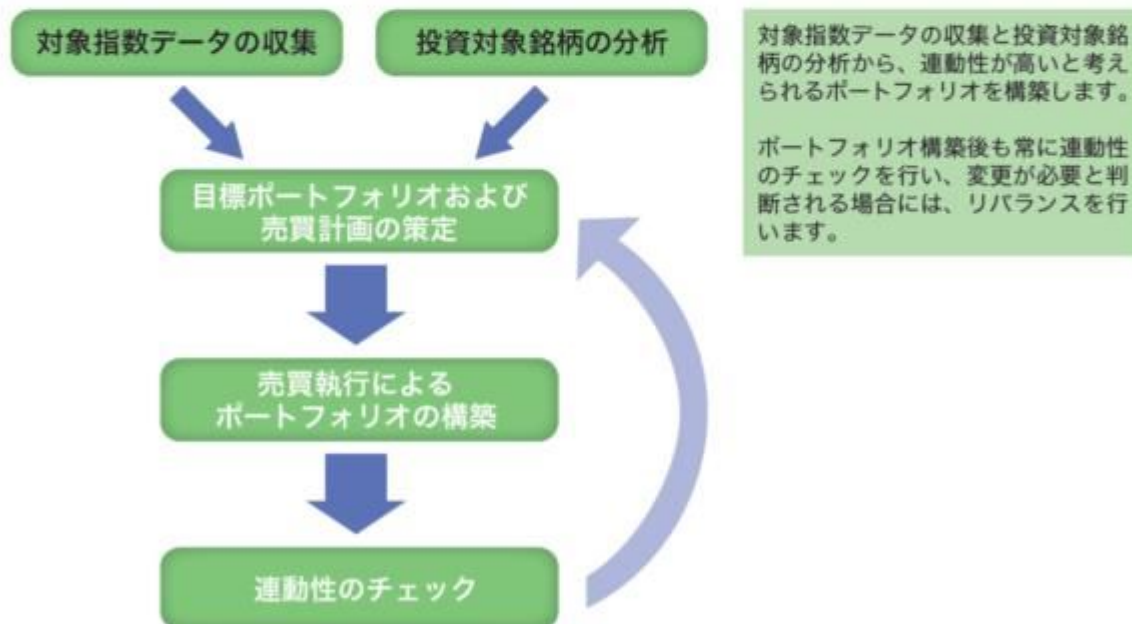 対象指数データの収集
投資対象銘柄の分析
目標ポートフォリオおよび
売買計画の策定
売買執行による
ポートフォリオの構築
連動性のチェック
対象指数データの収集と投資対象銘
柄の分析から、連動性が高いと考え
られるポートフォリオを構築します。
ポートフォリオ構築後も常に連動性
のチェックを行い、変更が必要と判
断される場合には、リバランスを行
います。